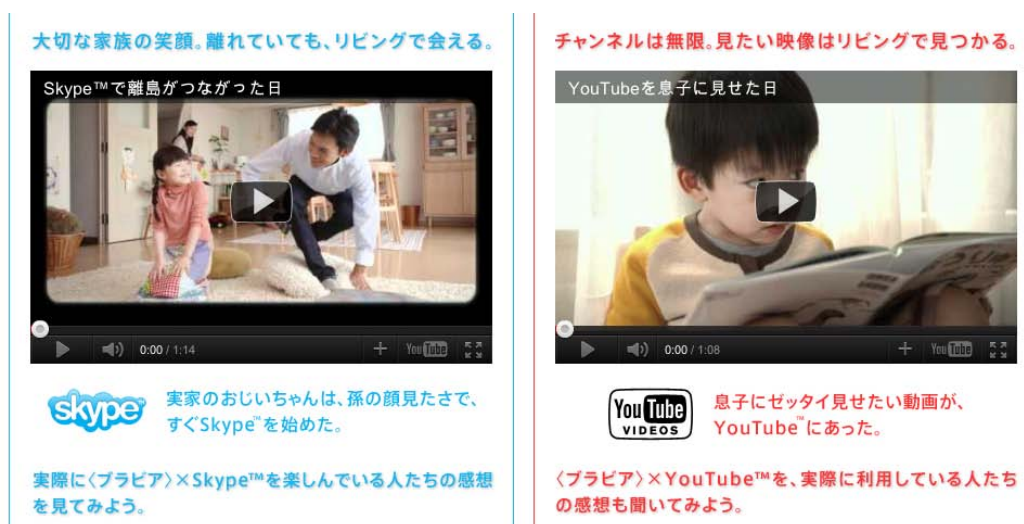 大切な家族の笑顔。離れていても、リビングで会える。
Skype™で離島がつながった日
0:00 / 1:14
You Tube
skype™
実家のおじいちゃんは、孫の顔見たさで、
すぐSkype™を始めた。
実際に〈ブラビア〉×Skype™を楽しんでいる人たちの感想
を見てみよう。
チャンネルは無限。見たい映像はリビングで見つかる。
YouTubeを息子に見せた日
0:00 / 1:08
You Tube
You Tube
VIDEOS
息子にゼッタイ見せたい動画が、
YouTube™にあった。
〈ブラビア〉×YouTube™を、実際に利用している人たち
の感想も聞いてみよう。